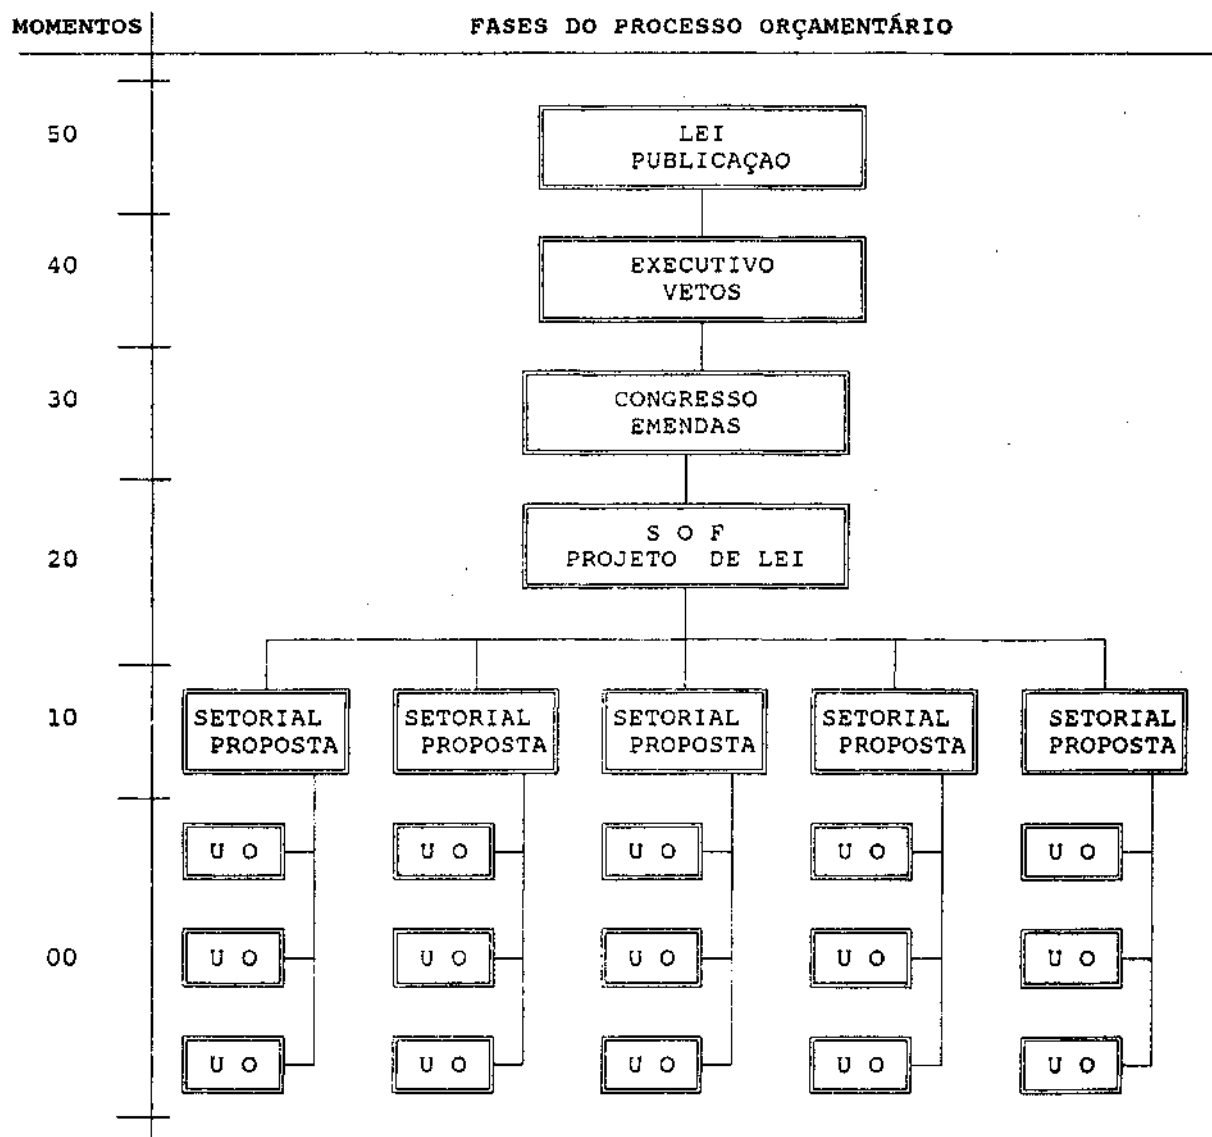 MOMENTOS FASES DO PROCESSO ORÇAMENTÁRIO
50
LEI
PUBLICAÇAO
40
EXECUTIVO
VETOS
30
CONGRESSO
EMENDAS
20
S O F
PROJETO DE LEI
10
SETORIAL SETORIAL SETORIAL SETORIAL SETORIAL
PROPOSTA PROPOSTA PROPOSTA PROPOSTA PROPOSTA
U O U O U O U O U O
00 U O U O U O U O U O
U O U O U O U O U O